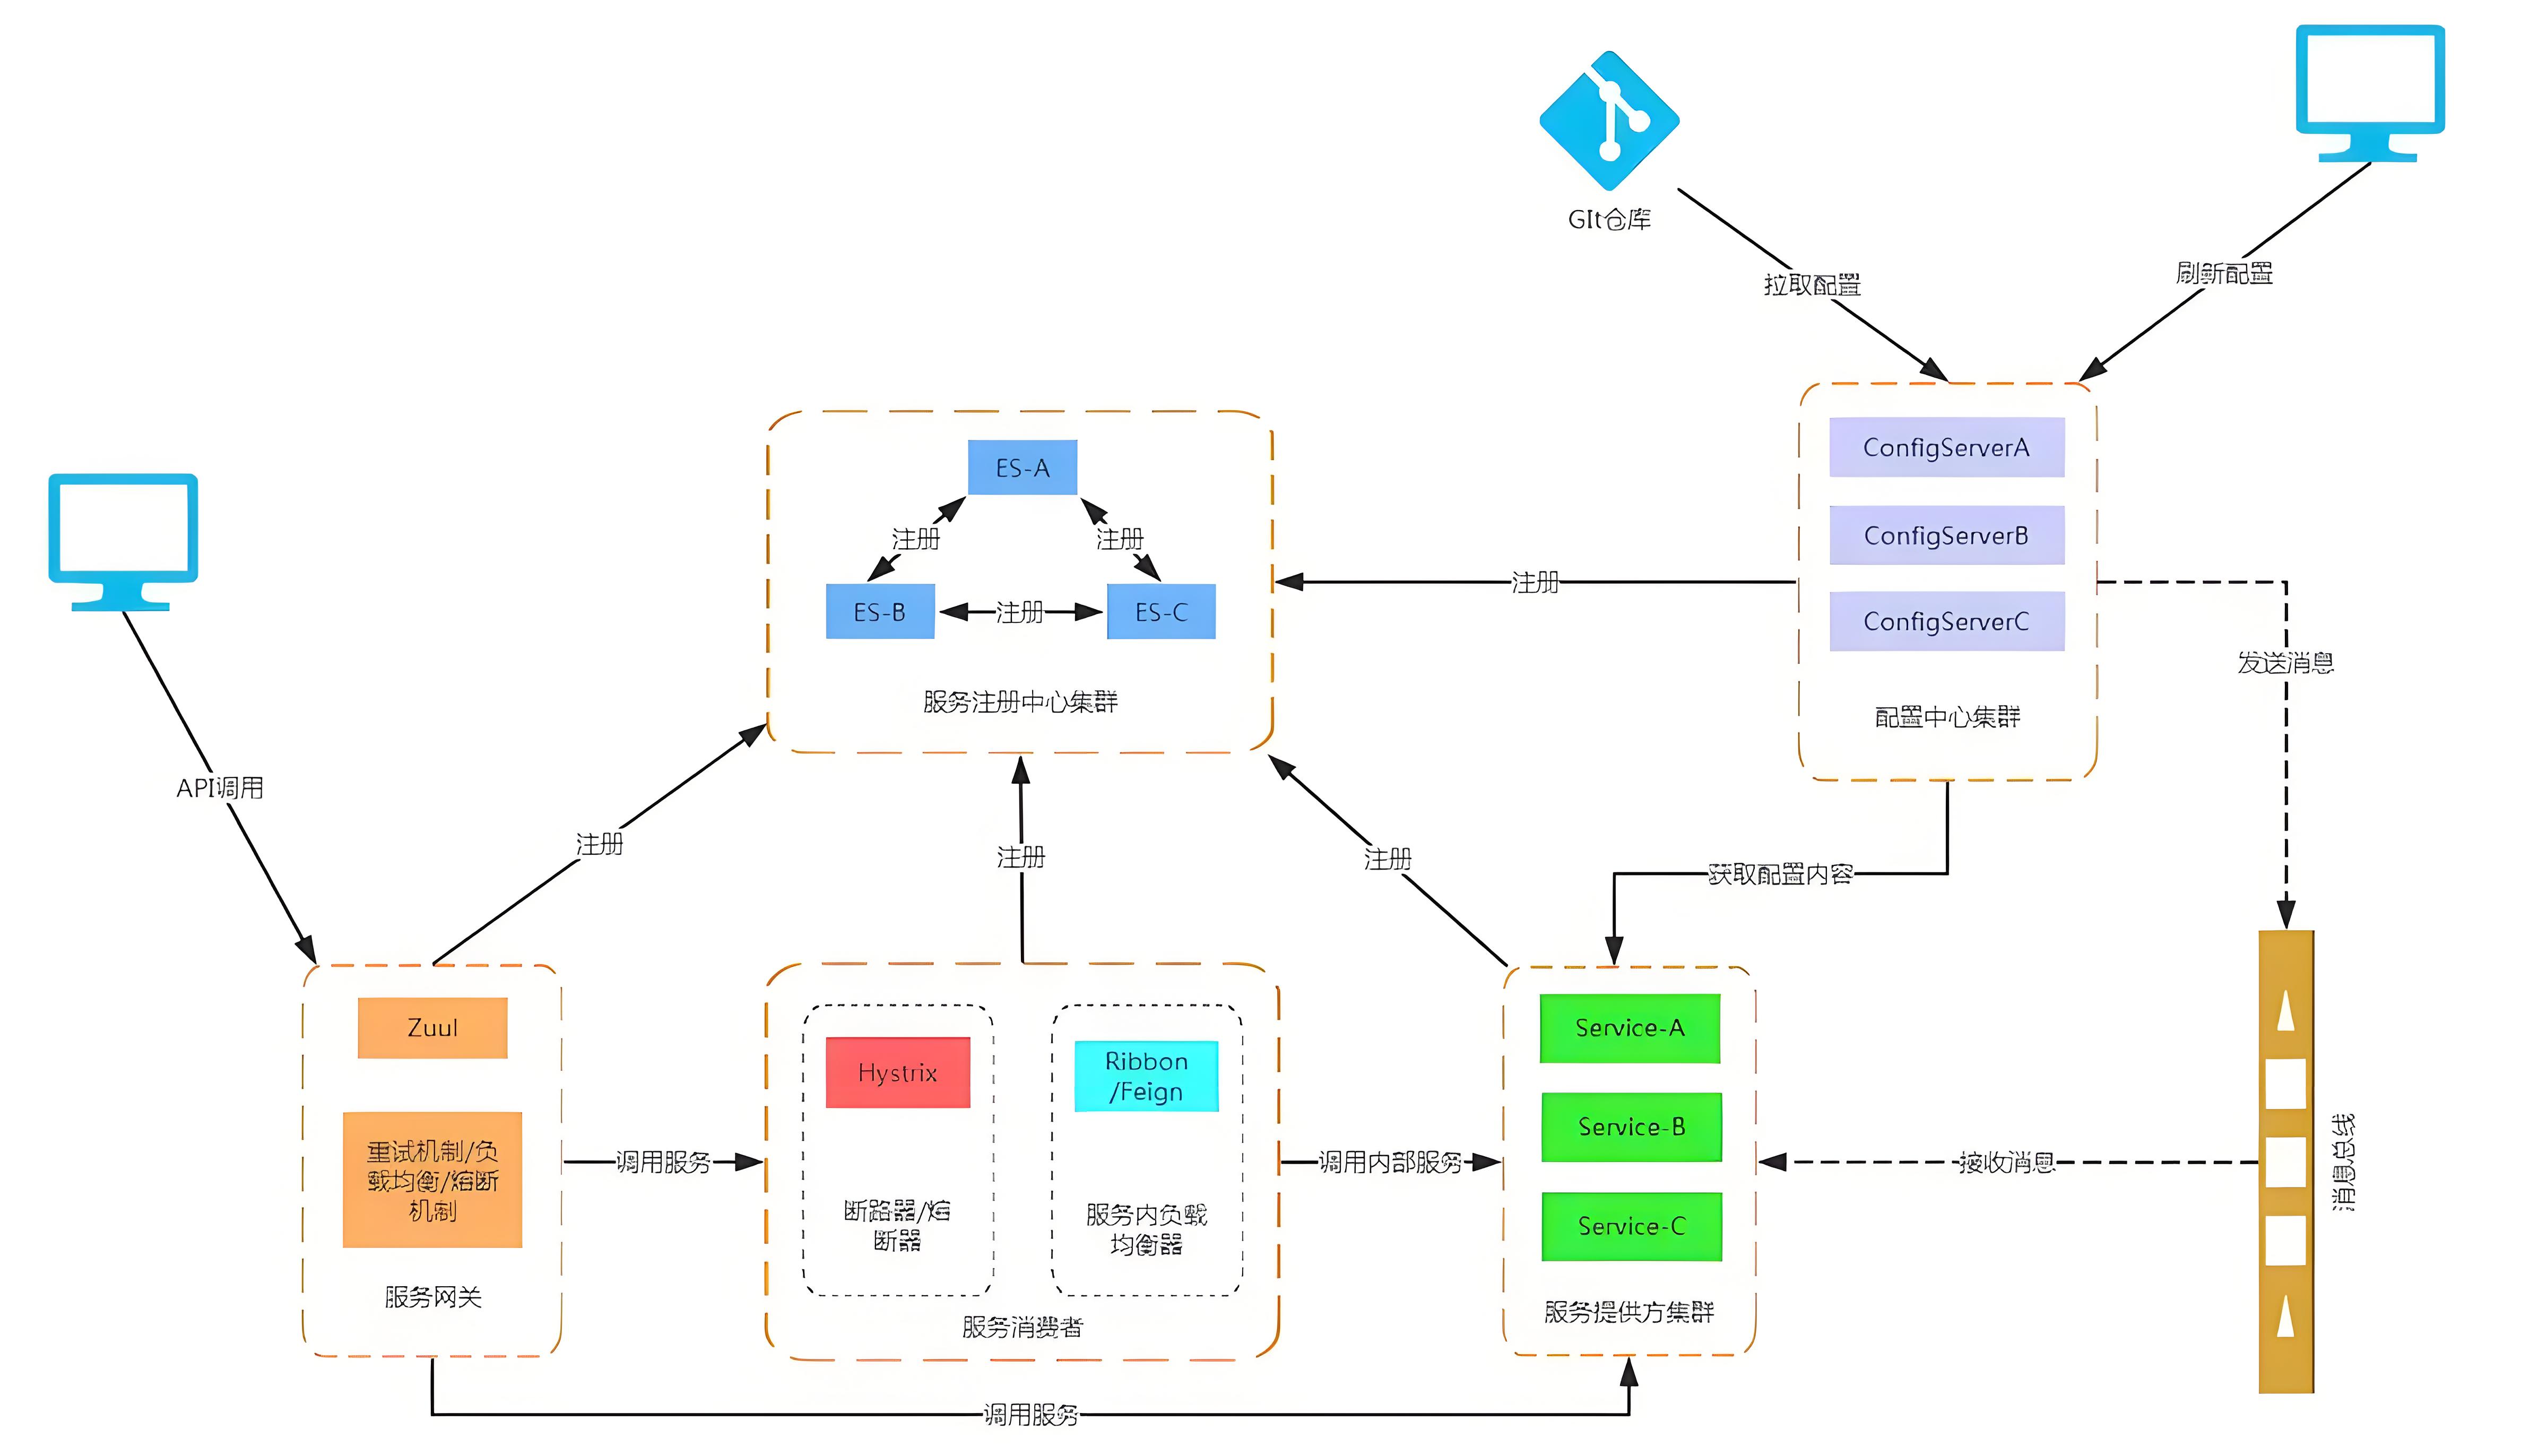 GIt仓库
拉取配置
刷新配置
ES-A
注册
注册
ES-B
注册
ES-C
服务注册中心集群
注册
ConfigServerA
ConfigServerB
ConfigServerC
配置中心集群
发送消息
API调用
注册
注册
注册
获取配置内容
Zuul
重试机制/负
载均衡/熔断
机制
服务网关
调用服务
Hystrix
断路器/熔
断器
Ribbon
/Feign
服务内负载
均衡器
服务消费者
调用内部服务
Service-A
Service-B
Service-C
服务提供方集群
接收消息
消息总线
调用服务